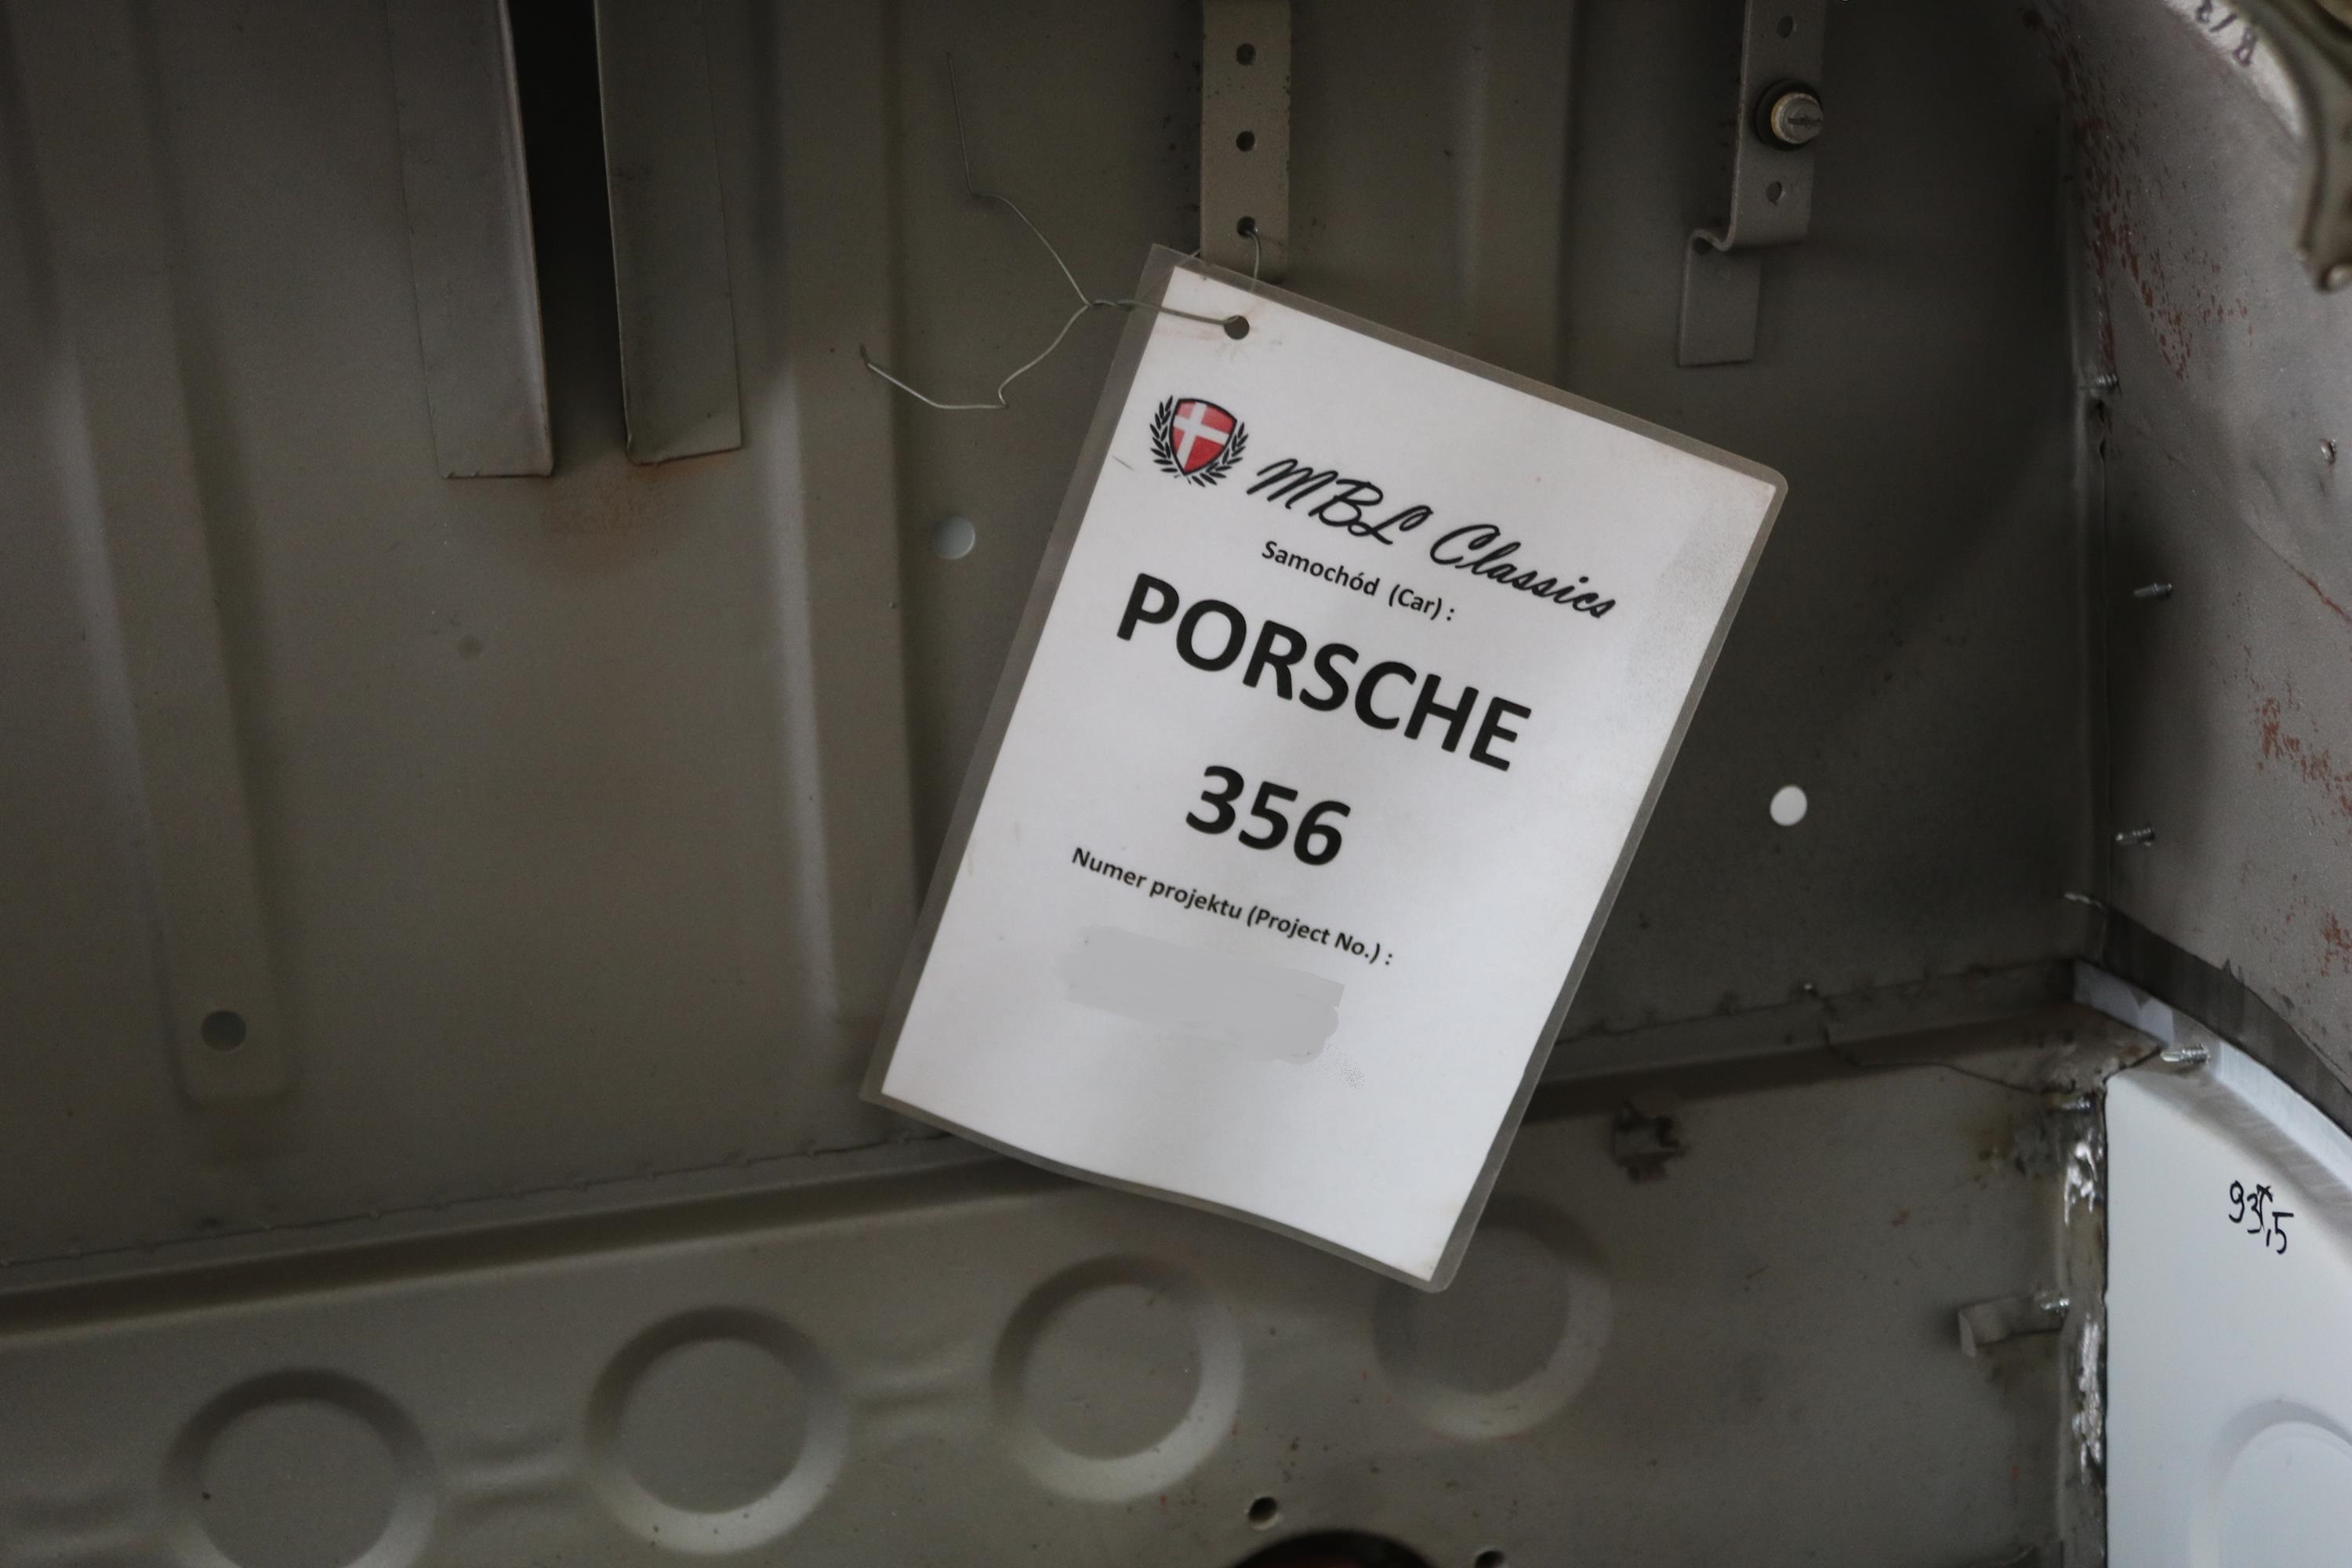 MBL Classics
Samochód (Car) :
PORSCHE
356
Numer projektu (Project No.) :